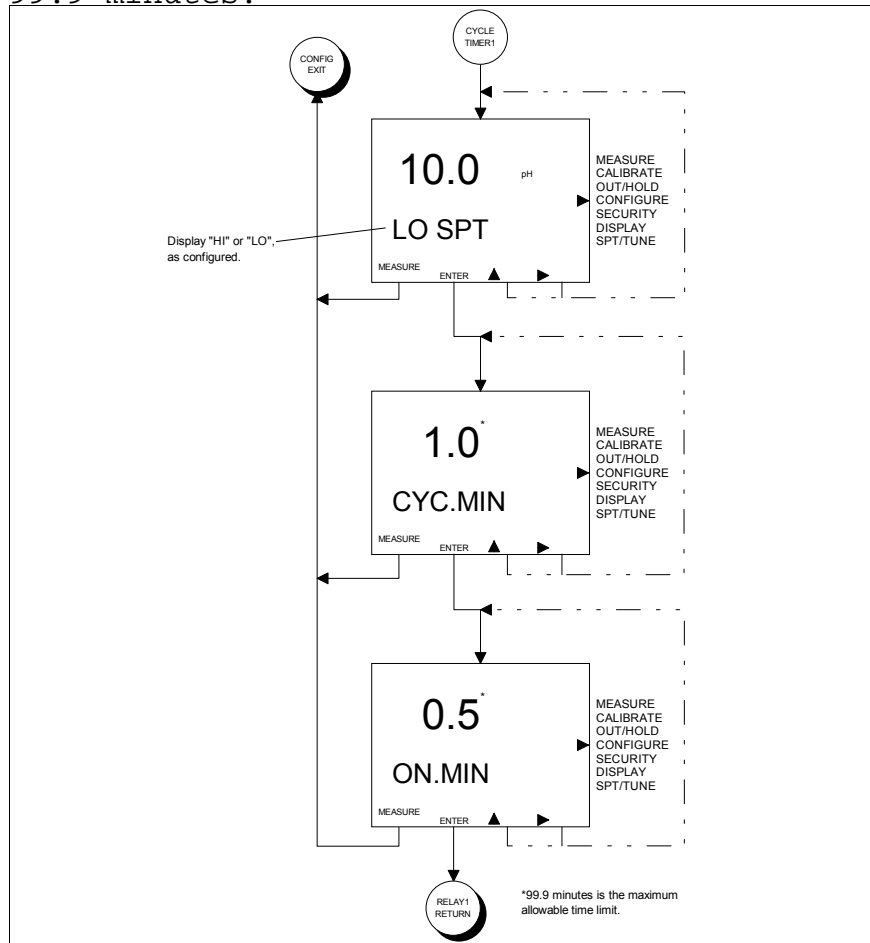 99.9 minutes.
CYCLE
TIMER1
CONFIG
EXIT
10.0 pH
LO SPT
MEASURE
ENTER
MEASURE
CALIBRATE
OUT/HOLD
CONFIGURE
SECURITY
DISPLAY
SPT/TUNE
Display "HI" or "LO",
as configured.
1.0*
CYC.MIN
MEASURE
ENTER
MEASURE
CALIBRATE
OUT/HOLD
CONFIGURE
SECURITY
DISPLAY
SPT/TUNE
0.5*
ON.MIN
MEASURE
ENTER
MEASURE
CALIBRATE
OUT/HOLD
CONFIGURE
SECURITY
DISPLAY
SPT/TUNE
RELAY1
RETURN
*99.9 minutes is the maximum
allowable time limit.